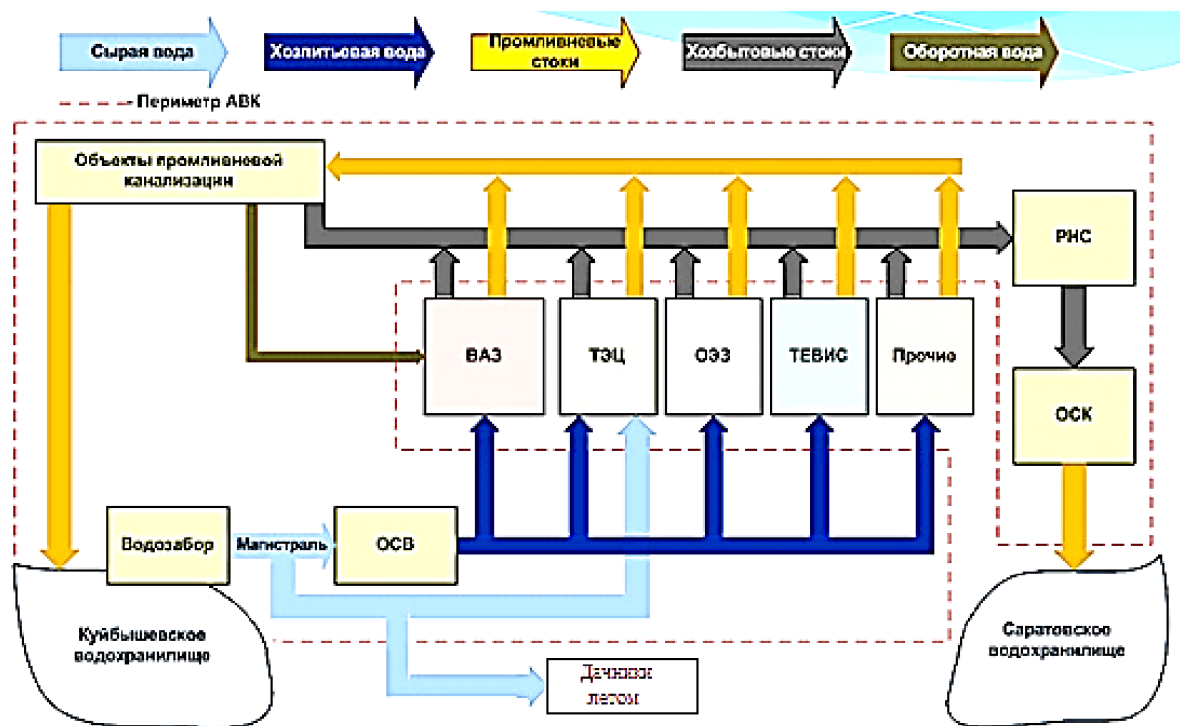 Сырая вода
Хозпитьевая вода
Промливневые
стоки
Хозбытовые стоки
Оборотная вода
- Периметр АВК
Объекты промливневой
канализации
РНС
ВАЗ
ТЭЦ
ОЭЗ
ТЕВИС
Прочие
ОСК
Водозабор
Магистраль
ОСВ
Куйбышевское
водохранилище
Саратовское
водохранилище
Дачники
летом